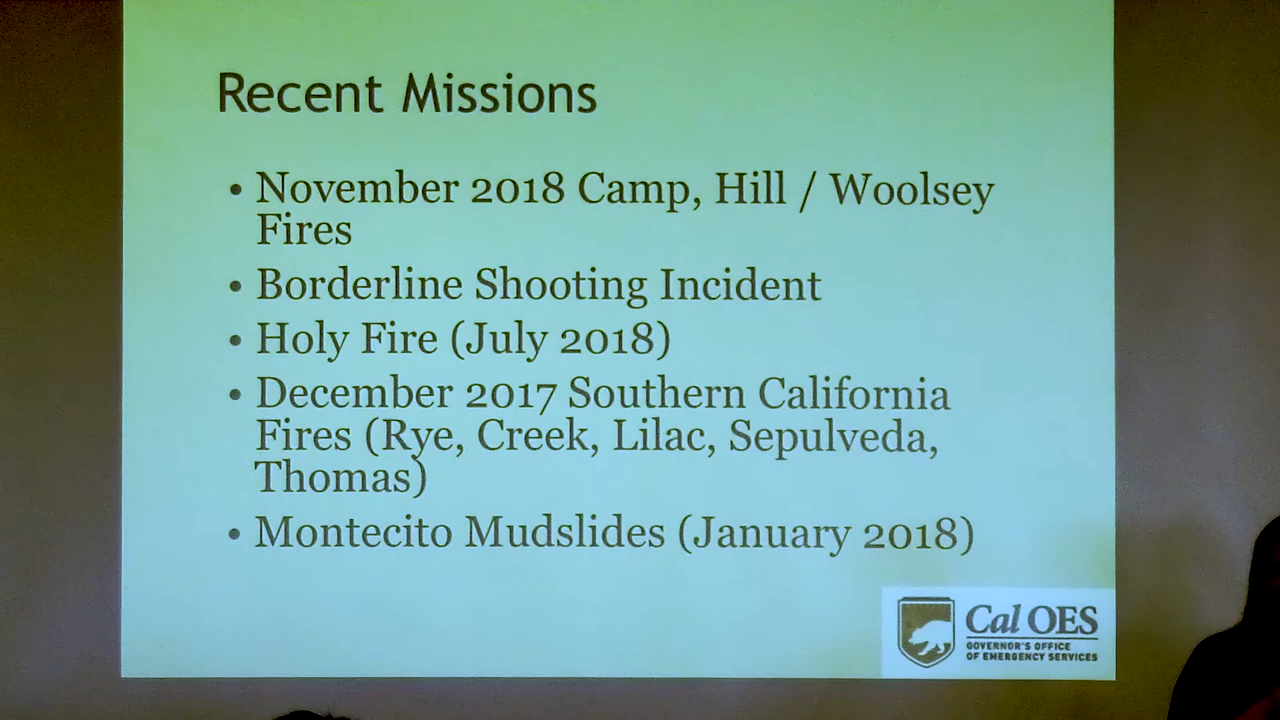 Recent Missions
• November 2018 Camp, Hill / Woolsey
Fires
• Borderline Shooting Incident
• Holy Fire (July 2018)
• December 2017 Southern California
Fires (Rye, Creek, Lilac, Sepulveda,
Thomas)
• Montecito Mudslides (January 2018)
Cal OES
GOVERNOR'S OFFICE
OF EMERGENCY SERVICES